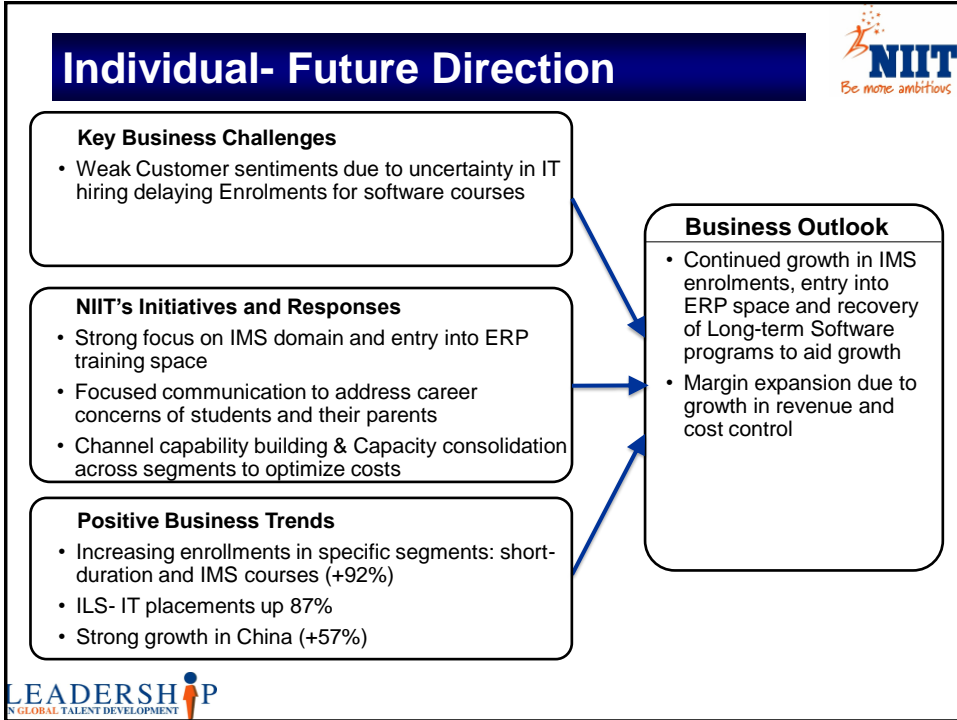 Individual- Future Direction
NIIT
Be more ambitious
Key Business Challenges
• Weak Customer sentiments due to uncertainty in IT
hiring delaying Enrolments for software courses
NIIT's Initiatives and Responses
• Strong focus on IMS domain and entry into ERP
training space
• Focused communication to address career
concerns of students and their parents
• Channel capability building & Capacity consolidation
across segments to optimize costs
Positive Business Trends
• Increasing enrollments in specific segments: short-
duration and IMS courses (+92%)
• ILS- IT placements up 87%
• Strong growth in China (+57%)
Business Outlook
• Continued growth in IMS
enrolments, entry into
ERP space and recovery
of Long-term Software
programs to aid growth
• Margin expansion due to
growth in revenue and
cost control
LEADERSHIP
N GLOBAL TALENT DEVELOPMENT